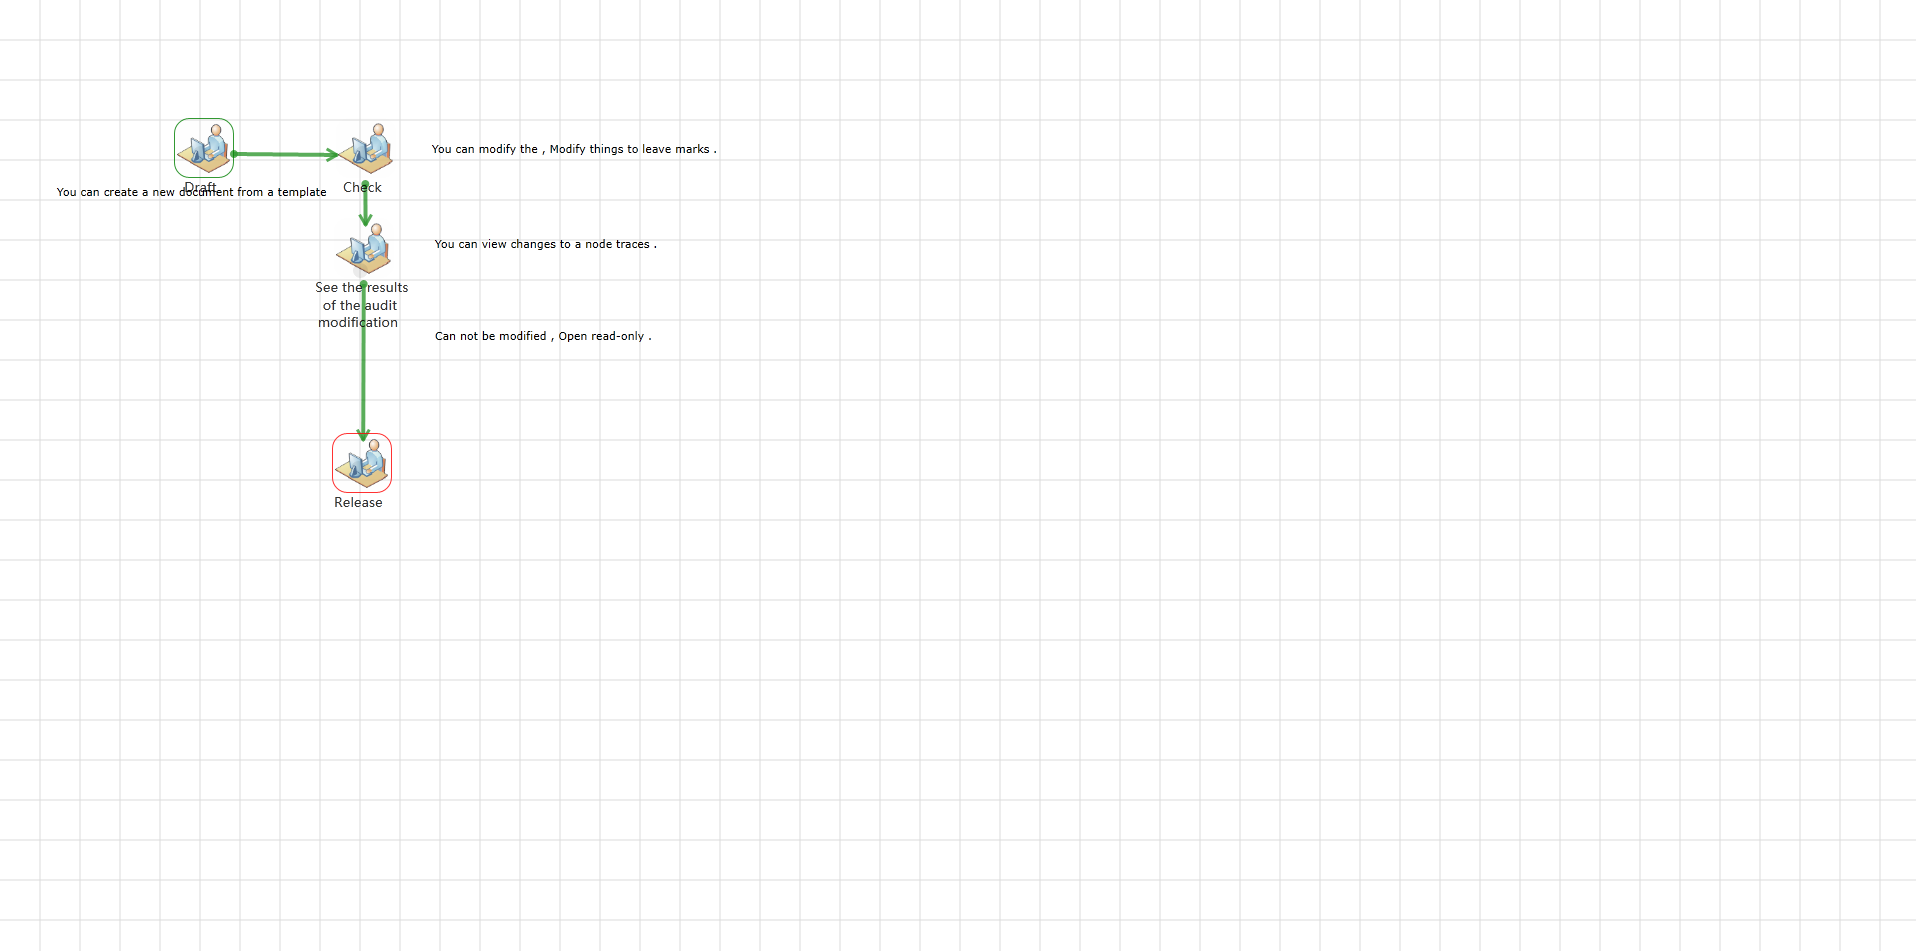 You can modify the , Modify things to leave marks .
Draft
Check
You can create a new document from a template
You can view changes to a node traces .
See the results
of the audit
modification
Can not be modified , Open read-only .
Release